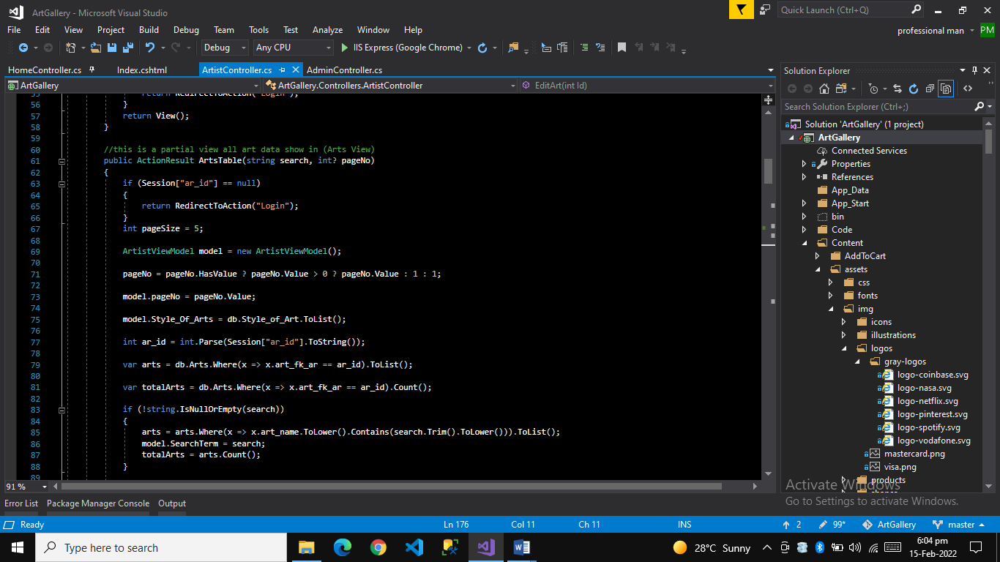 ArtGallery - Microsoft Visual Studio
Quick Launch (Ctrl+Q)
File Edit View Project Build Debug Team Tools Test Analyze Window Help
professional man PM
Debug Any CPU IIS Express (Google Chrome)
HomeController.cs Index.cshtml ArtistController.cs AdminController.cs
ArtGallery ArtGallery.Controllers.ArtistController EditArt(int Id)
55 return RedirectToAction("Login");
56 }
57 return View();
58 }
59
60 //this is a partial view all art data show in (Arts View)
61 public ActionResult ArtsTable(string search, int? pageNo)
62 {
63 if (Session["ar_id"] == null)
64 {
65 return RedirectToAction("Login");
66 }
67 int pageSize = 5;
68
69 ArtistViewModel model = new ArtistViewModel();
70
71 pageNo = pageNo.HasValue ? pageNo.Value > 0 ? pageNo.Value : 1 : 1;
72
73 model.pageNo = pageNo.Value;
74
75 model.Style_Of_Arts = db.Style_of_Art.ToList();
76
77 int ar_id = int.Parse(Session["ar_id"].ToString());
78
79 var arts = db.Arts.Where(x => x.art_fk_ar == ar_id).ToList();
80
81 var totalArts = db.Arts.Where(x => x.art_fk_ar == ar_id).Count();
82
83 if (!string.IsNullOrEmpty(search))
84 {
85 arts = arts.Where(x => x.art_name.ToLower().Contains(search.Trim().ToLower())).ToList();
86 model.SearchTerm = search;
87 totalArts = arts.Count();
88 }
89
91 %
Solution Explorer
Search Solution Explorer (Ctrl+;)
Solution 'ArtGallery' (1 project)
ArtGallery
Connected Services
Properties
References
App_Data
App_Start
bin
Code
Content
AddToCart
assets
css
fonts
img
icons
illustrations
logos
gray-logos
logo-coinbase.svg
logo-nasa.svg
logo-netflix.svg
logo-pinterest.svg
logo-spotify.svg
logo-vodafone.svg
mastercard.png
visa.png
products
Activate Windows
Go to Settings to activate Windows.
Error List Package Manager Console Output
Ready Ln 176 Col 11 Ch 11 INS 2 99* ArtGallery master
Type here to search
28°C Sunny
6:04 pm
15-Feb-2022